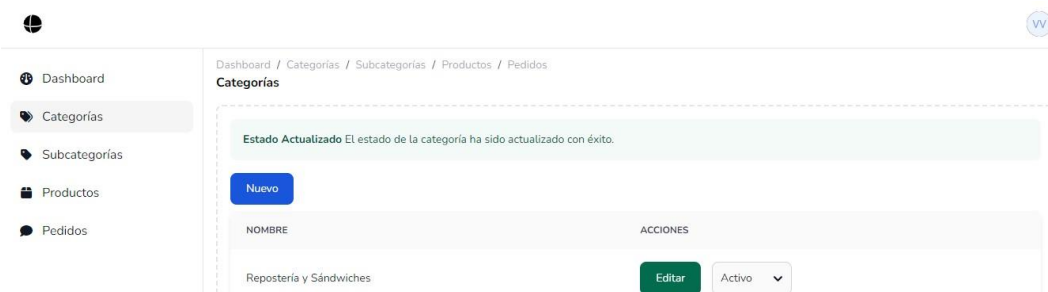 VV
Dashboard / Categorías / Subcategorías / Productos / Pedidos
Categorías
Dashboard
Categorías
Subcategorías
Productos
Pedidos
Estado Actualizado El estado de la categoría ha sido actualizado con éxito.
Nuevo
NOMBRE ACCIONES
Repostería y Sándwiches Editar Activo